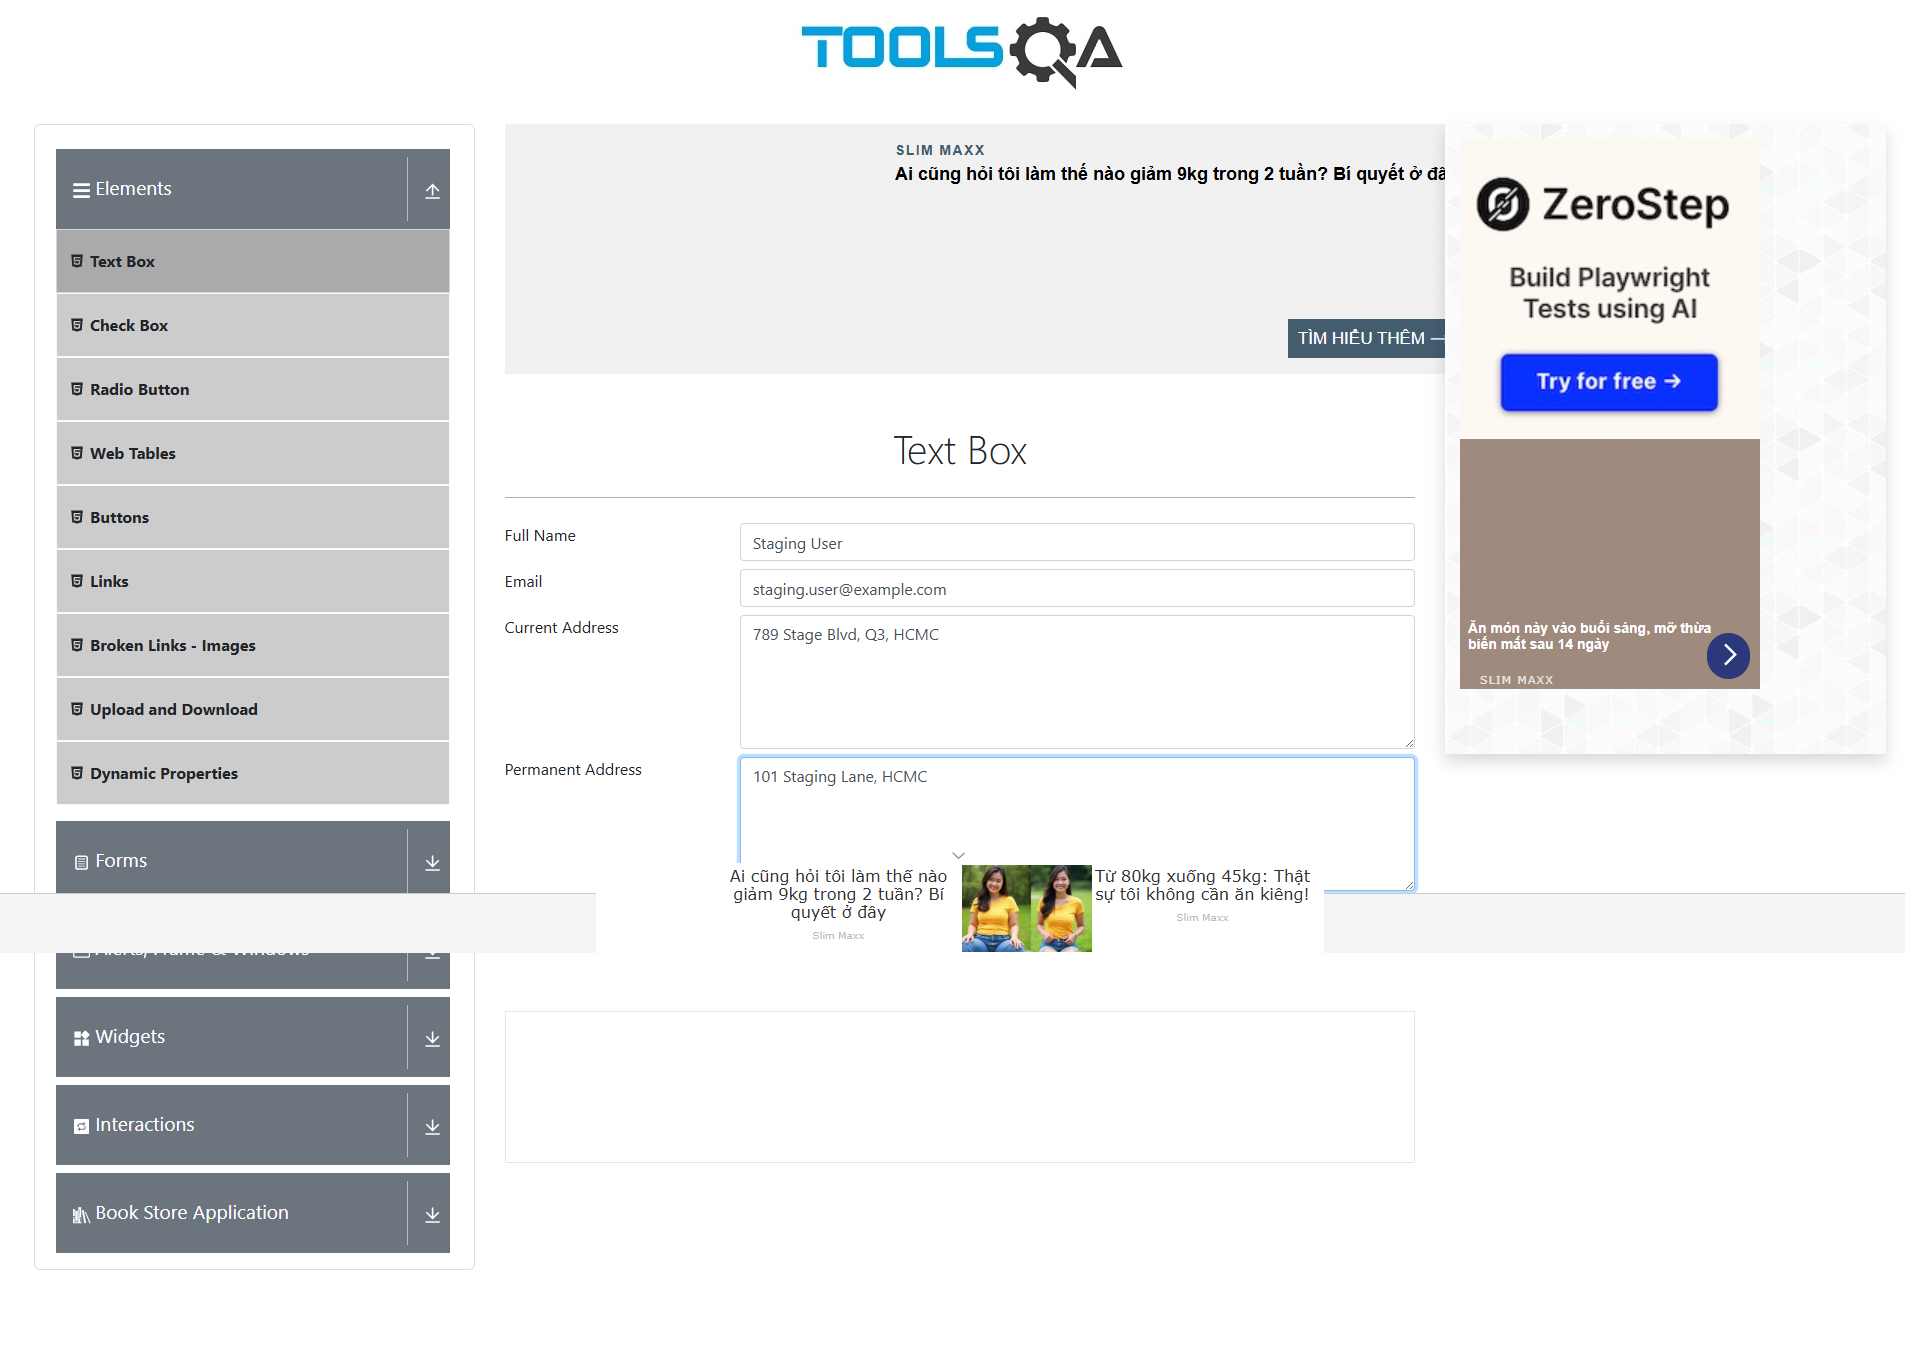 TOOLSQA
Elements
Text Box
Check Box
Radio Button
Web Tables
Buttons
Links
Broken Links - Images
Upload and Download
Dynamic Properties
Forms
Alerts, Frame & Windows
Widgets
Interactions
Book Store Application
SLIM MAXX
Ai cũng hỏi tôi làm thế nào giảm 9kg trong 2 tuần? Bí quyết ở đâ
TÌM HIỂU THÊM
Text Box
Full Name
Staging User
Email
staging.user@example.com
Current Address
789 Stage Blvd, Q3, HCMC
Permanent Address
101 Staging Lane, HCMC
Ai cũng hỏi tôi làm thế nào
giảm 9kg trong 2 tuần? Bí
quyết ở đây
Slim Maxx
Từ 80kg xuống 45kg: Thật
sự tôi không cần ăn kiêng!
Slim Maxx
ZeroStep
Build Playwright
Tests using AI
Try for free →
Ăn món này vào buổi sáng, mỡ thừa
biến mất sau 14 ngày
SLIM MAXX